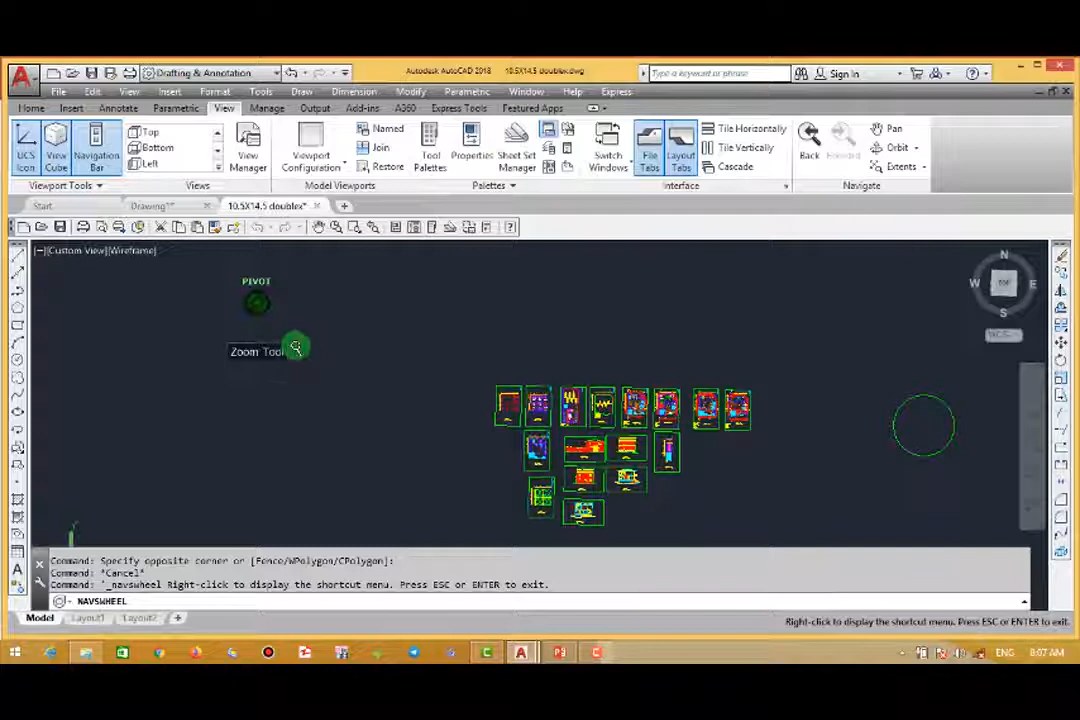 Drafting & Annotation
Autodesk AutoCAD 2018 10.5X14.5 doublex.dwg
Type a keyword or phrase
Sign In
File Edit View Insert Format Tools Draw Dimension Modify Parametric Window Help Express
Home Insert Annotate Parametric View Manage Output Add-ins A360 Express Tools Featured Apps
UCS Icon
View Cube
Navigation Bar
Top
Bottom
Left
View Manager
Viewport Configuration
Named
Join
Restore
Tool Palettes
Properties
Sheet Set Manager
Switch Windows
File Tabs
Layout Tabs
Tile Horizontally
Tile Vertically
Cascade
Back
Pan
Orbit
Extents
Viewport Tools Views Model Viewports Palettes Interface Navigate
Start Drawing1* 10.5X14.5 doublex*
[−][Custom View][Wireframe]
N
W TOP E
S
PIVOT
Zoom Tool
Y
Command: Specify opposite corner or [Fence/WPolygon/CPolygon]:
Command: *Cancel*
Command: '_navswheel Right-click to display the shortcut menu. Press ESC or ENTER to exit.
NAVSWHEEL
Model Layout1 Layout2
Right-click to display the shortcut menu. Press ESC or ENTER to exit.
ENG 8:07 AM